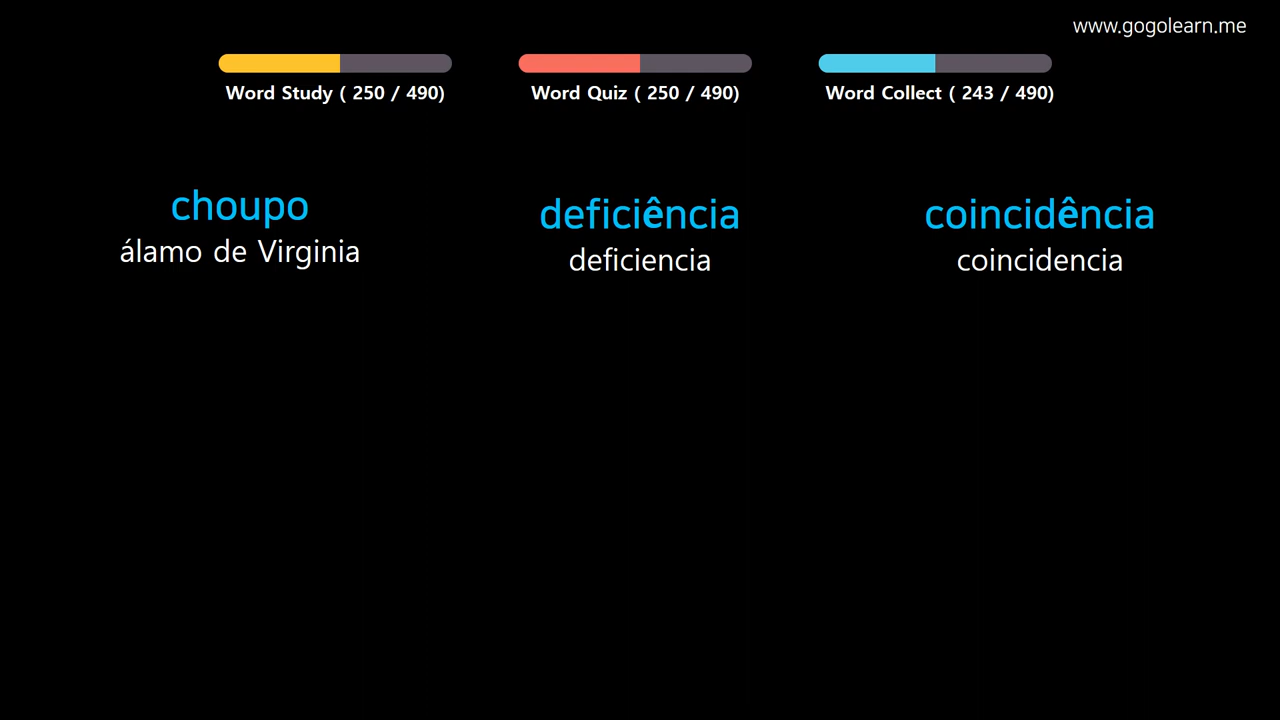 www.gogolearn.me
Word Study ( 250 / 490)
Word Quiz ( 250 / 490)
Word Collect ( 243 / 490)
choupo
álamo de Virginia
deficiência
deficiencia
coincidência
coincidencia